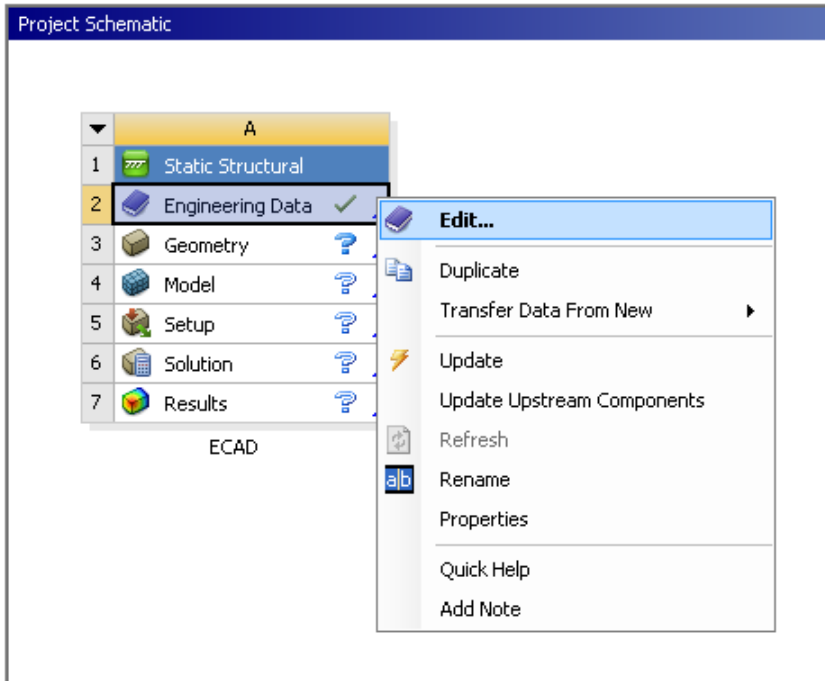 Project Schematic
A
1 Static Structural
2 Engineering Data
3 Geometry
4 Model
5 Setup
6 Solution
7 Results
ECAD
Edit...
Duplicate
Transfer Data From New
Update
Update Upstream Components
Refresh
a|b Rename
Properties
Quick Help
Add Note